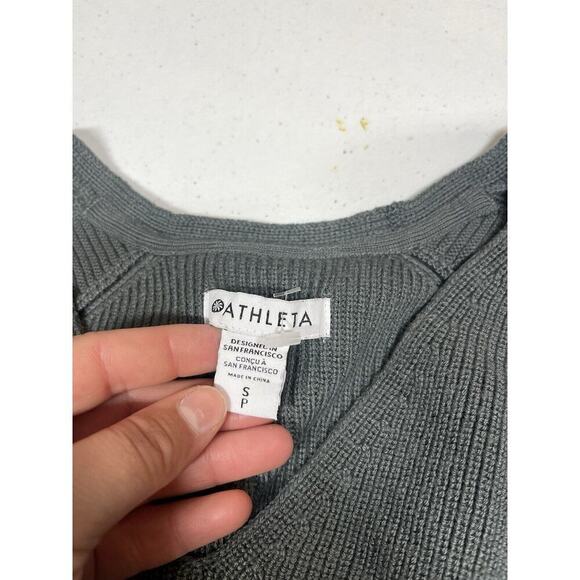 ATHLETA
DESIGNED IN
SAN FRANCISCO
CONÇU À
SAN FRANCISCO
MADE IN CHINA
S
P